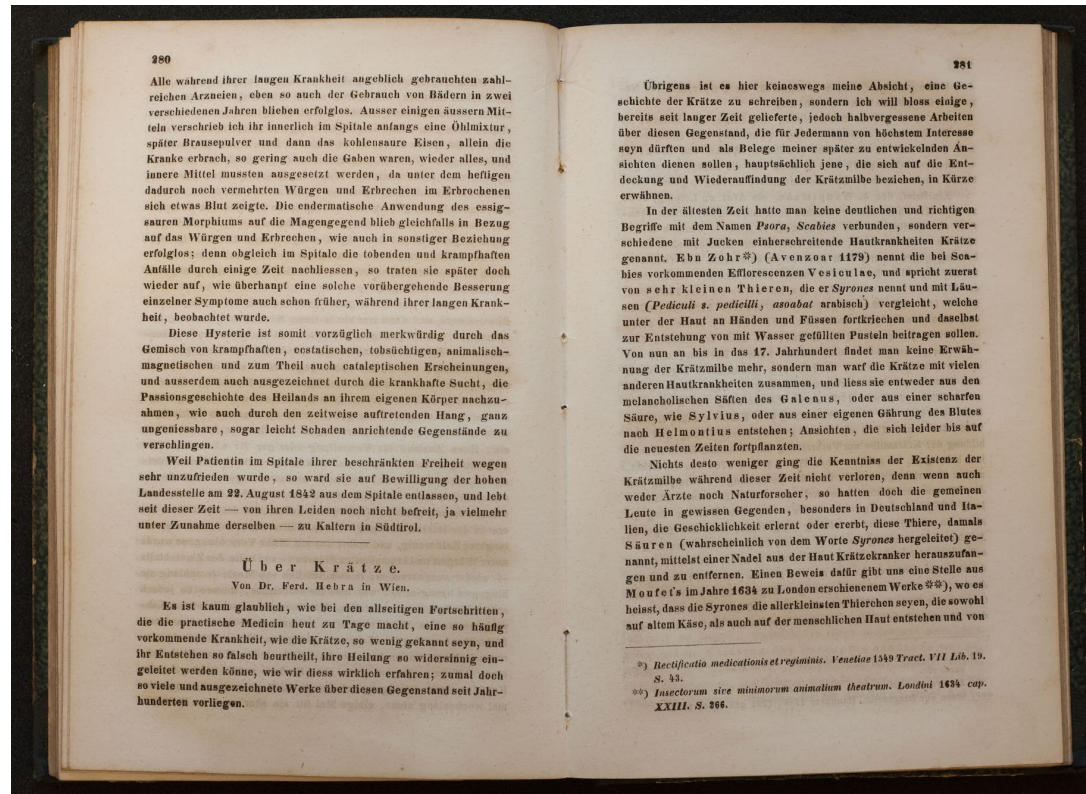 280
Alle während ihrer langen Krankheit angeblich gebrauchten zahl-
reichen Arzneien, eben so auch der Gebrauch von Bädern in zwei
verschiedenen Jahren blieben erfolglos. Ausser einigen äussern Mit-
teln verschrieb ich ihr innerlich im Spitale anfangs eine Öhlmixtur,
später Brausepulver und dann das kohlensaure Eisen, allein die
Kranke erbrach, so gering auch die Gaben waren, wieder alles, und
innere Mittel mussten ausgesetzt werden, da unter dem heftigen
dadurch noch vermehrten Würgen und Erbrechen im Erbrochenen
sich etwas Blut zeigte. Die endermatische Anwendung des essig-
sauren Morphiums auf die Magengegend blieb gleichfalls in Bezug
auf das Würgen und Erbrechen, wie auch in sonstiger Beziehung
erfolglos; denn obgleich im Spitale die tobenden und krampfhaften
Anfälle durch einige Zeit nachliessen, so traten sie später doch
wieder auf, wie überhaupt eine solche vorübergehende Besserung
einzelner Symptome auch schon früher, während ihrer langen Krank-
heit, beobachtet wurde.
Diese Hysterie ist somit vorzüglich merkwürdig durch das
Gemisch von krampfhaften, ecstatischen, tobsüchtigen, animalisch-
magnetischen und zum Theil auch cataleptischen Erscheinungen,
und ausserdem auch ausgezeichnet durch die krankhafte Sucht, die
Passionsgeschichte des Heilands an ihrem eigenen Körper nachzu-
ahmen, wie auch durch den zeitweise auftretenden Hang, ganz
ungeniessbare, sogar leicht Schaden anrichtende Gegenstände zu
verschlingen.
Weil Patientin im Spitale ihrer beschränkten Freiheit wegen
sehr unzufrieden wurde, so ward sie auf Bewilligung der hohen
Landesstelle am 22. August 1842 aus dem Spitale entlassen, und lebt
seit dieser Zeit — von ihren Leiden noch nicht befreit, ja vielmehr
unter Zunahme derselben — zu Kaltern in Südtirol.
Über Krätze.
Von Dr. Ferd. Hebra in Wien.
Es ist kaum glaublich, wie bei den allseitigen Fortschritten,
die die practische Medicin heut zu Tage macht, eine so häufig
vorkommende Krankheit, wie die Krätze, so wenig gekannt seyn, und
ihr Entstehen so falsch beurtheilt, ihre Heilung so widersinnig ein-
geleitet werden könne, wie wir diess wirklich erfahren; zumal doch
so viele und ausgezeichnete Werke über diesen Gegenstand seit Jahr-
hunderten vorliegen.
281
Übrigens ist es hier keineswegs meine Absicht, eine Ge-
schichte der Krätze zu schreiben, sondern ich will bloss einige,
bereits seit langer Zeit gelieferte, jedoch halbvergessene Arbeiten
über diesen Gegenstand, die für Jedermann von höchstem Interesse
seyn dürften und als Belege meiner später zu entwickelnden An-
sichten dienen sollen, hauptsächlich jene, die sich auf die Ent-
deckung und Wiederauffindung der Krätzmilbe beziehen, in Kürze
erwähnen.
In der ältesten Zeit hatte man keine deutlichen und richtigen
Begriffe mit dem Namen Psora, Scabies verbunden, sondern ver-
schiedene mit Jucken einherschreitende Hautkrankheiten Krätze
genannt. Ebn Zohr*) (Avenzoar 1179) nennt die bei Sca-
bies vorkommenden Efflorescenzen Vesiculae, und spricht zuerst
von sehr kleinen Thieren, die er Syrones nennt und mit Läu-
sen (Pediculi s. pedicilli, asoabat arabisch) vergleicht, welche
unter der Haut an Händen und Füssen fortkriechen und daselbst
zur Entstehung von mit Wasser gefüllten Pusteln beitragen sollen.
Von nun an bis in das 17. Jahrhundert findet man keine Erwäh-
nung der Krätzmilbe mehr, sondern man warf die Krätze mit vielen
anderen Hautkrankheiten zusammen, und liess sie entweder aus den
melancholischen Säften des Galenus, oder aus einer scharfen
Säure, wie Sylvius, oder aus einer eigenen Gährung des Blutes
nach Helmontius entstehen; Ansichten, die sich leider bis auf
die neuesten Zeiten fortpflanzten.
Nichts desto weniger ging die Kenntniss der Existenz der
Krätzmilbe während dieser Zeit nicht verloren, denn wenn auch
weder Ärzte noch Naturforscher, so hatten doch die gemeinen
Leute in gewissen Gegenden, besonders in Deutschland und Ita-
lien, die Geschicklichkeit erlernt oder ererbt, diese Thiere, damals
Säuren (wahrscheinlich von dem Worte Syrones hergeleitet) ge-
nannt, mittelst einer Nadel aus der Haut Krätzekranker herauszufan-
gen und zu entfernen. Einen Beweis dafür gibt uns eine Stelle aus
Moufet's im Jahre 1634 zu London erschienenem Werke**), wo es
heisst, dass die Syrones die allerkleinsten Thierchen seyen, die sowohl
auf altem Käse, als auch auf der menschlichen Haut entstehen und von
*) Rectificatio medicationis et regiminis. Venetiae 1549 Tract. VII Lib. 19.
S. 43.
**) Insectorum sive minimorum animalium theatrum. Londini 1634 cap.
XXIII. S. 266.